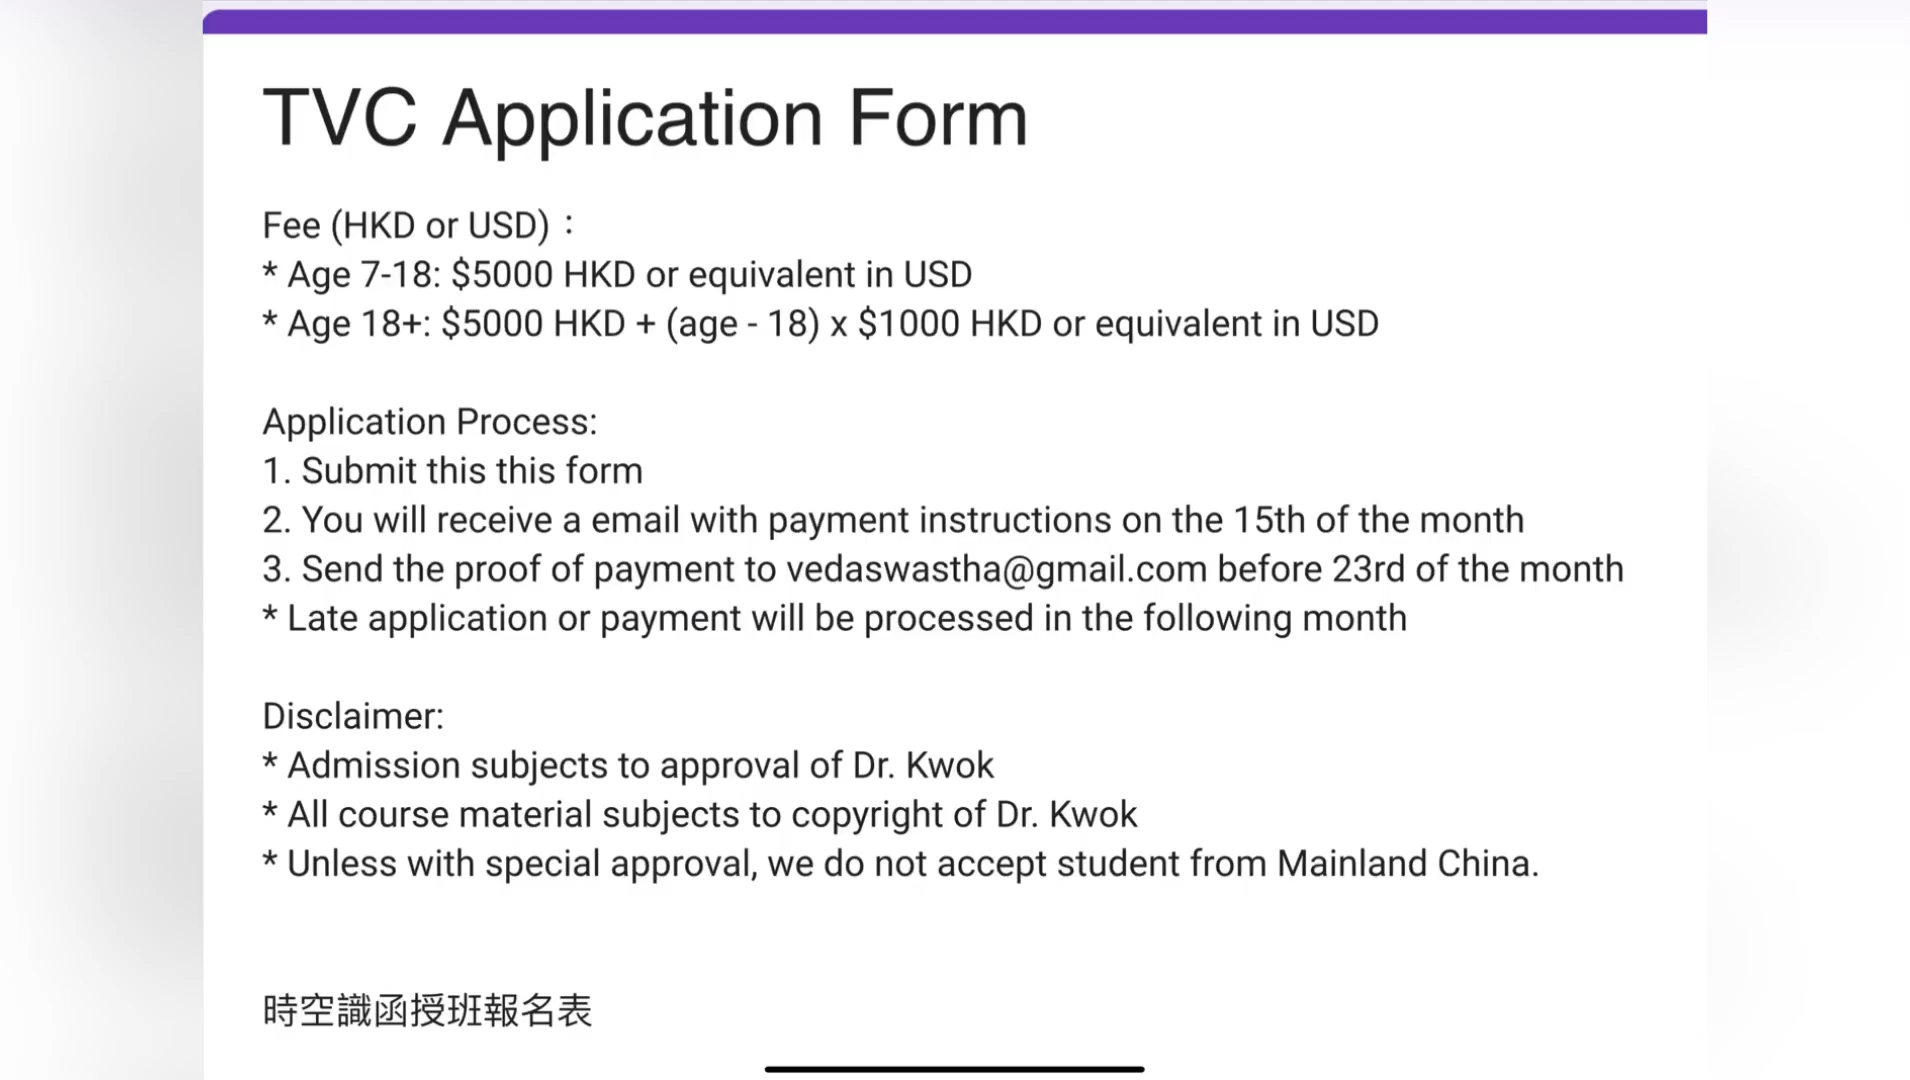 TVC Application Form
Fee (HKD or USD)：
* Age 7-18: $5000 HKD or equivalent in USD
* Age 18+: $5000 HKD + (age - 18) x $1000 HKD or equivalent in USD
Application Process:
1. Submit this this form
2. You will receive a email with payment instructions on the 15th of the month
3. Send the proof of payment to vedaswastha@gmail.com before 23rd of the month
* Late application or payment will be processed in the following month
Disclaimer:
* Admission subjects to approval of Dr. Kwok
* All course material subjects to copyright of Dr. Kwok
* Unless with special approval, we do not accept student from Mainland China.
時空識函授班報名表